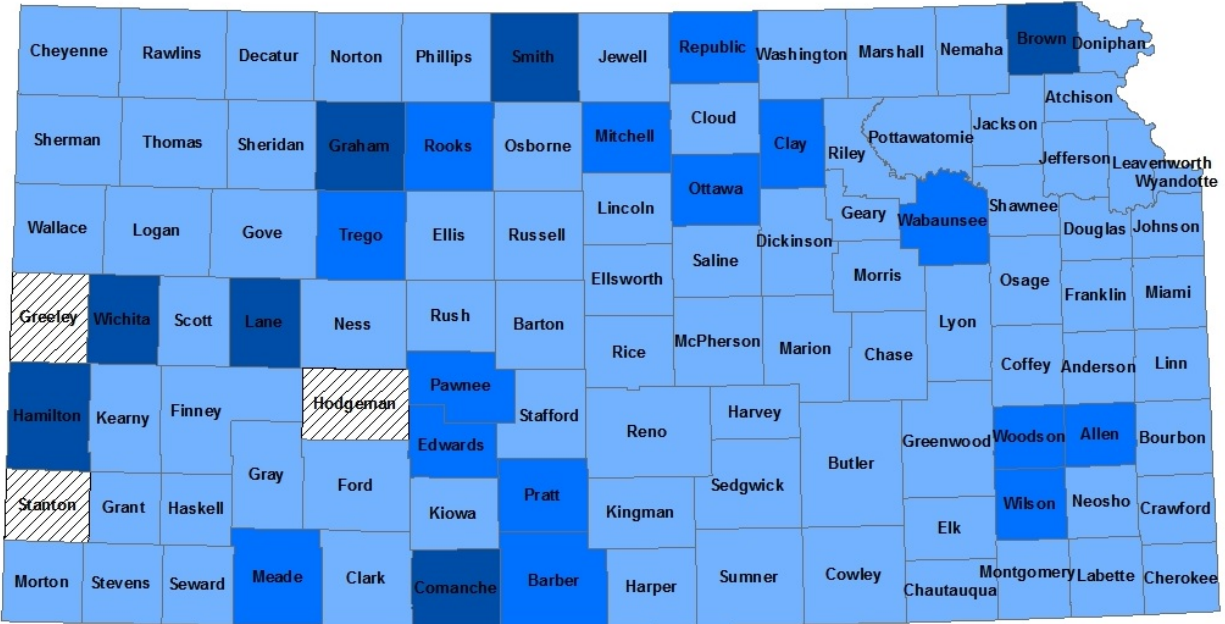 Cheyenne Rawlins Decatur Norton Phillips Smith Jewell Republic Washington Marshall Nemaha Brown Doniphan
Sherman Thomas Sheridan Graham Rooks Osborne Mitchell Cloud Clay Riley Pottawatomie Jackson Atchison
Ottawa Jefferson Leavenworth
Wyandotte
Wallace Logan Gove Trego Ellis Russell Lincoln Saline Dickinson Geary Wabaunsee Shawnee Douglas Johnson
Ellsworth Morris Osage Franklin Miami
Greeley Wichita Scott Lane Ness Rush Barton Rice McPherson Marion Chase Lyon Coffey Anderson Linn
Hamilton Kearny Finney Hodgeman Pawnee Stafford Reno Harvey Butler Greenwood Woodson Allen Bourbon
Edwards
Stanton Grant Haskell Gray Ford Kiowa Pratt Kingman Sedgwick Elk Wilson Neosho Crawford
Morton Stevens Seward Meade Clark Comanche Barber Harper Sumner Cowley Chautauqua Montgomery Labette Cherokee